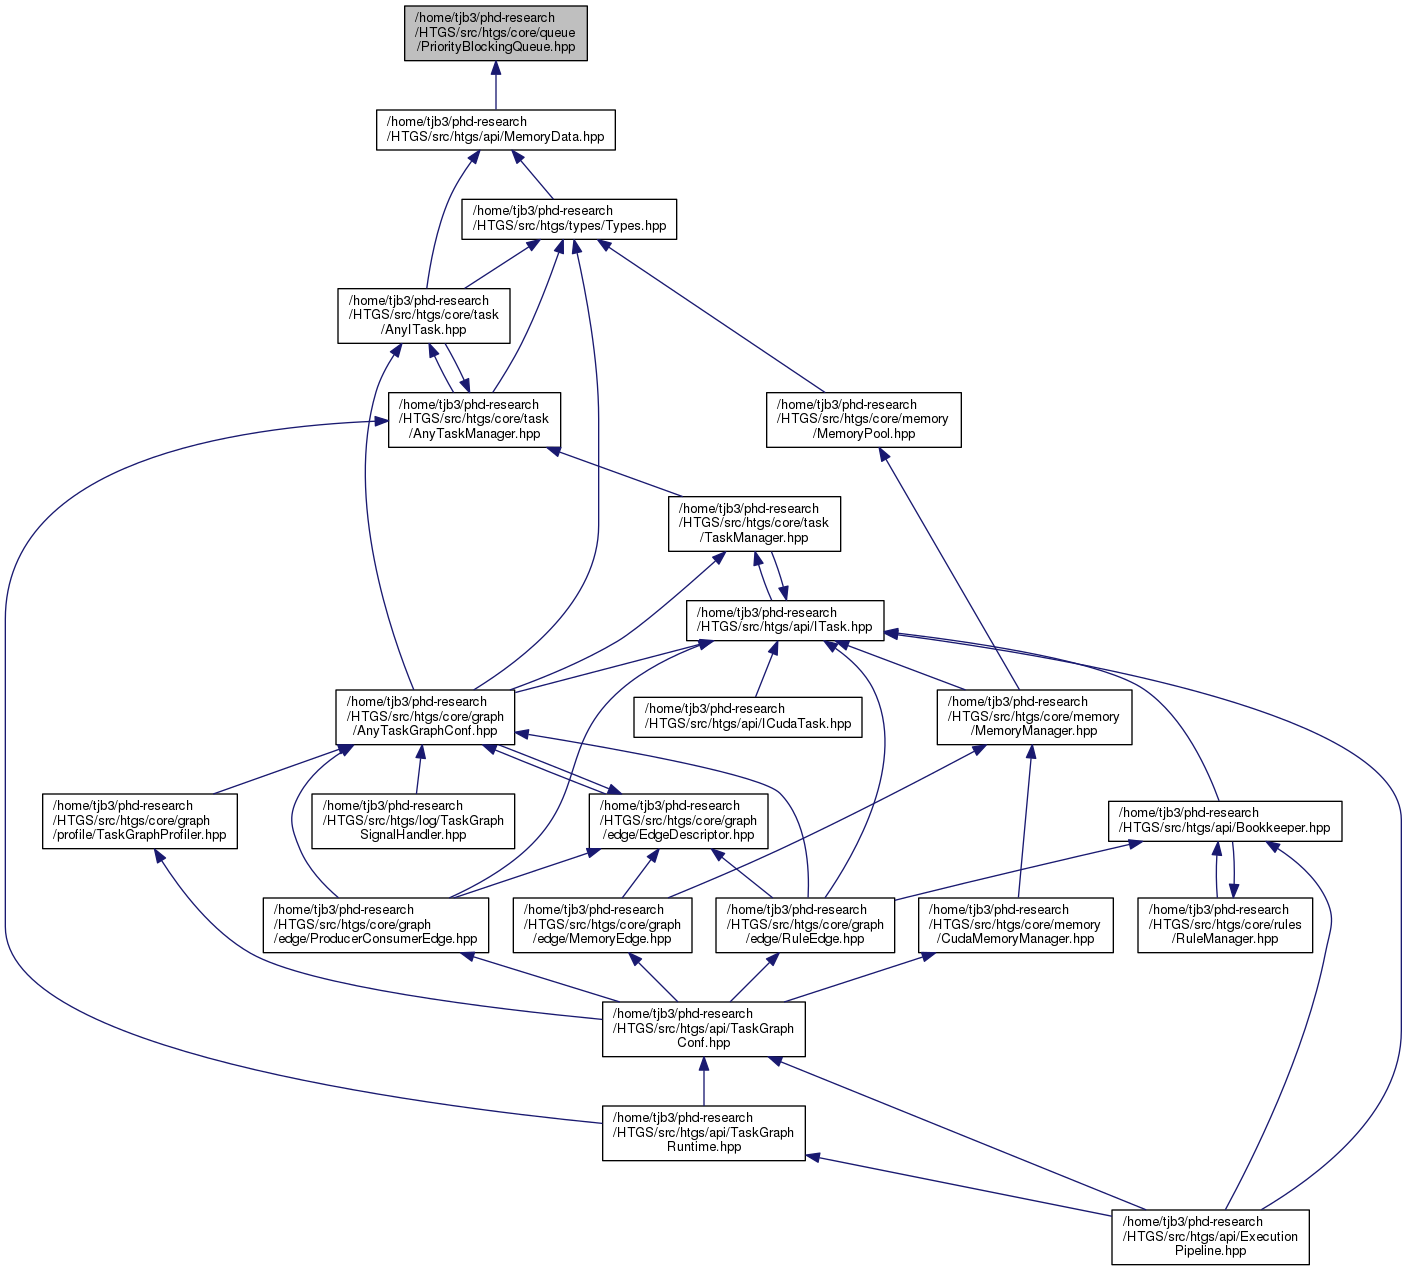 /home/tjb3/phd-research
/HTGS/src/htgs/core/queue
/PriorityBlockingQueue.hpp
/home/tjb3/phd-research
/HTGS/src/htgs/api/MemoryData.hpp
/home/tjb3/phd-research
/HTGS/src/htgs/types/Types.hpp
/home/tjb3/phd-research
/HTGS/src/htgs/core/task
/AnyITask.hpp
/home/tjb3/phd-research
/HTGS/src/htgs/core/task
/AnyTaskManager.hpp
/home/tjb3/phd-research
/HTGS/src/htgs/core/memory
/MemoryPool.hpp
/home/tjb3/phd-research
/HTGS/src/htgs/core/task
/TaskManager.hpp
/home/tjb3/phd-research
/HTGS/src/htgs/api/ITask.hpp
/home/tjb3/phd-research
/HTGS/src/htgs/core/graph
/AnyTaskGraphConf.hpp
/home/tjb3/phd-research
/HTGS/src/htgs/api/ICudaTask.hpp
/home/tjb3/phd-research
/HTGS/src/htgs/core/memory
/MemoryManager.hpp
/home/tjb3/phd-research
/HTGS/src/htgs/core/graph
/profile/TaskGraphProfiler.hpp
/home/tjb3/phd-research
/HTGS/src/htgs/log/TaskGraph
SignalHandler.hpp
/home/tjb3/phd-research
/HTGS/src/htgs/core/graph
/edge/EdgeDescriptor.hpp
/home/tjb3/phd-research
/HTGS/src/htgs/api/Bookkeeper.hpp
/home/tjb3/phd-research
/HTGS/src/htgs/core/graph
/edge/ProducerConsumerEdge.hpp
/home/tjb3/phd-research
/HTGS/src/htgs/core/graph
/edge/MemoryEdge.hpp
/home/tjb3/phd-research
/HTGS/src/htgs/core/graph
/edge/RuleEdge.hpp
/home/tjb3/phd-research
/HTGS/src/htgs/core/memory
/CudaMemoryManager.hpp
/home/tjb3/phd-research
/HTGS/src/htgs/core/rules
/RuleManager.hpp
/home/tjb3/phd-research
/HTGS/src/htgs/api/TaskGraph
Conf.hpp
/home/tjb3/phd-research
/HTGS/src/htgs/api/TaskGraph
Runtime.hpp
/home/tjb3/phd-research
/HTGS/src/htgs/api/Execution
Pipeline.hpp